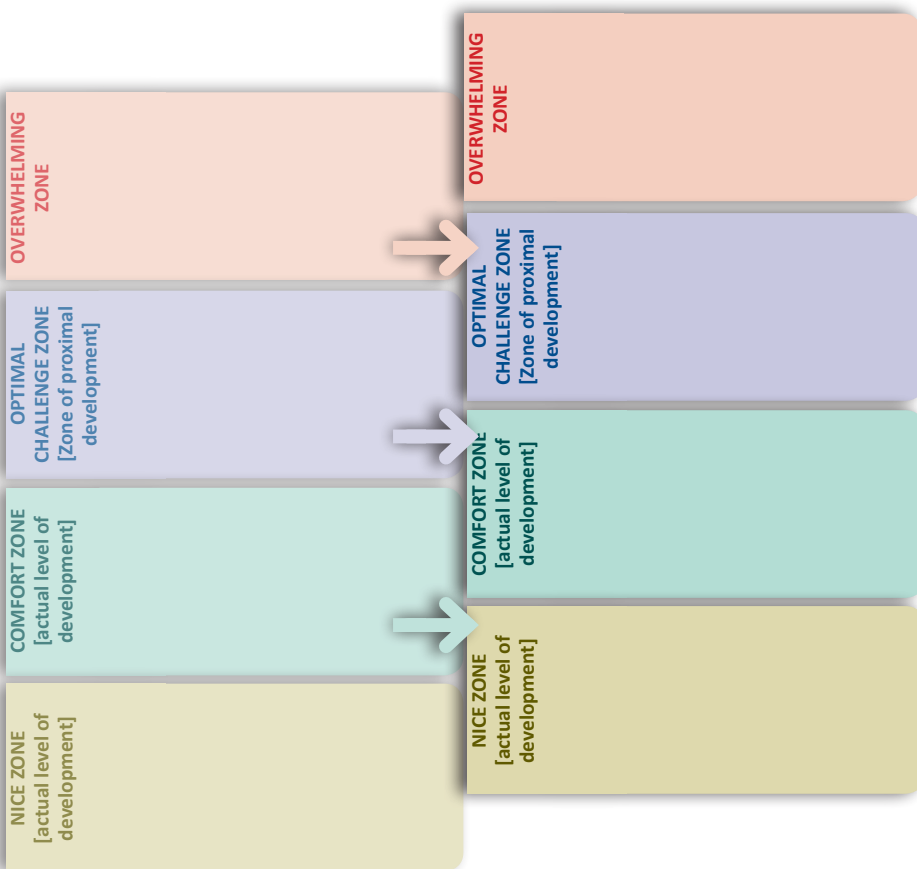 OVERWHELMING
ZONE
OPTIMAL
CHALLENGE ZONE
[Zone of proximal
development]
COMFORT ZONE
[actual level of
development]
NICE ZONE
[actual level of
development]
OVERWHELMING
ZONE
OPTIMAL
CHALLENGE ZONE
[Zone of proximal
development]
COMFORT ZONE
[actual level of
development]
NICE ZONE
[actual level of
development]